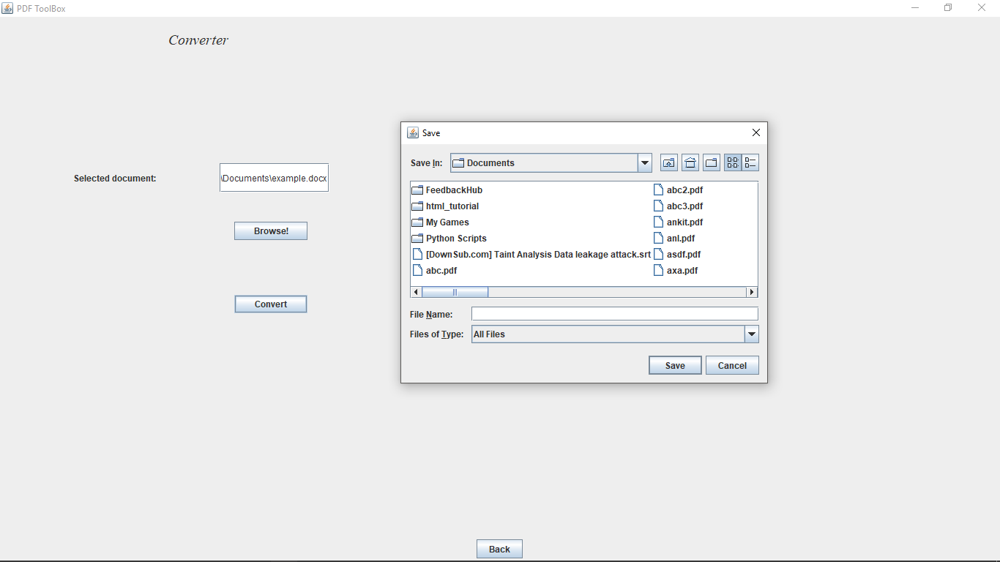 PDF ToolBox
Converter
Selected document:
\Documents\example.docx
Browse!
Convert
Save
Save In:
Documents
FeedbackHub
html_tutorial
My Games
Python Scripts
[DownSub.com] Taint Analysis Data leakage attack.srt
abc.pdf
abc2.pdf
abc3.pdf
ankit.pdf
anl.pdf
asdf.pdf
axa.pdf
File Name:
Files of Type:
All Files
Save
Cancel
Back